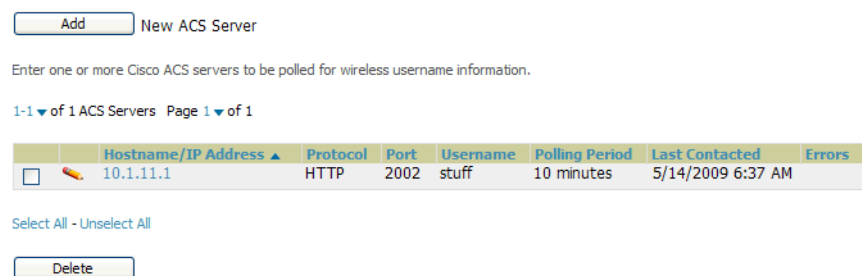 Add New ACS Server
Enter one or more Cisco ACS servers to be polled for wireless username information.
1-1 of 1 ACS Servers Page 1 of 1
Hostname/IP Address Protocol Port Username Polling Period Last Contacted Errors
10.1.11.1 HTTP 2002 stuff 10 minutes 5/14/2009 6:37 AM
Select All - Unselect All
Delete